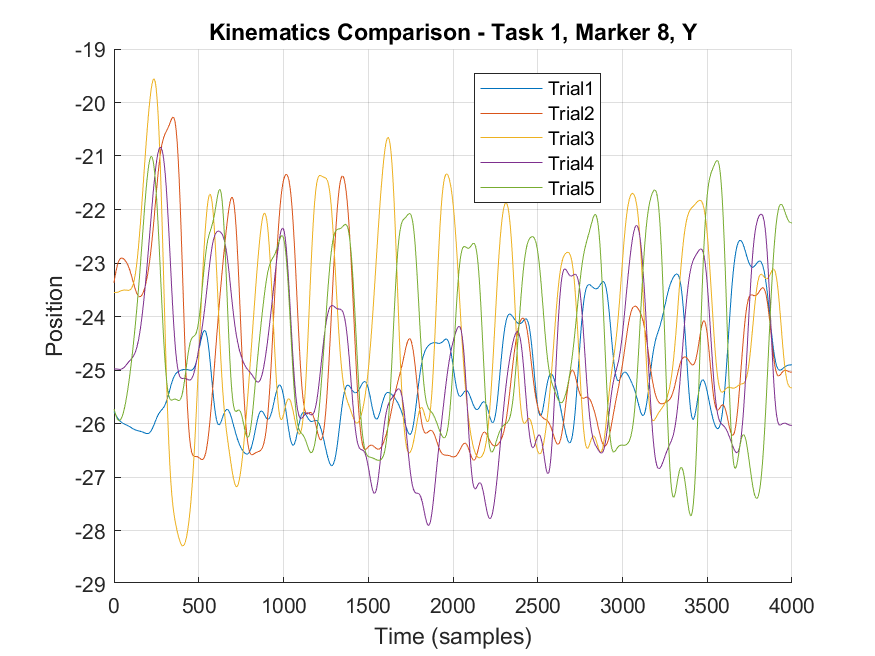 Kinematics Comparison - Task 1, Marker 8, Y
-19
-20
-21
-22
-23
-24
-25
-26
-27
-28
-29
Position
Trial1
Trial2
Trial3
Trial4
Trial5
0 500 1000 1500 2000 2500 3000 3500 4000
Time (samples)